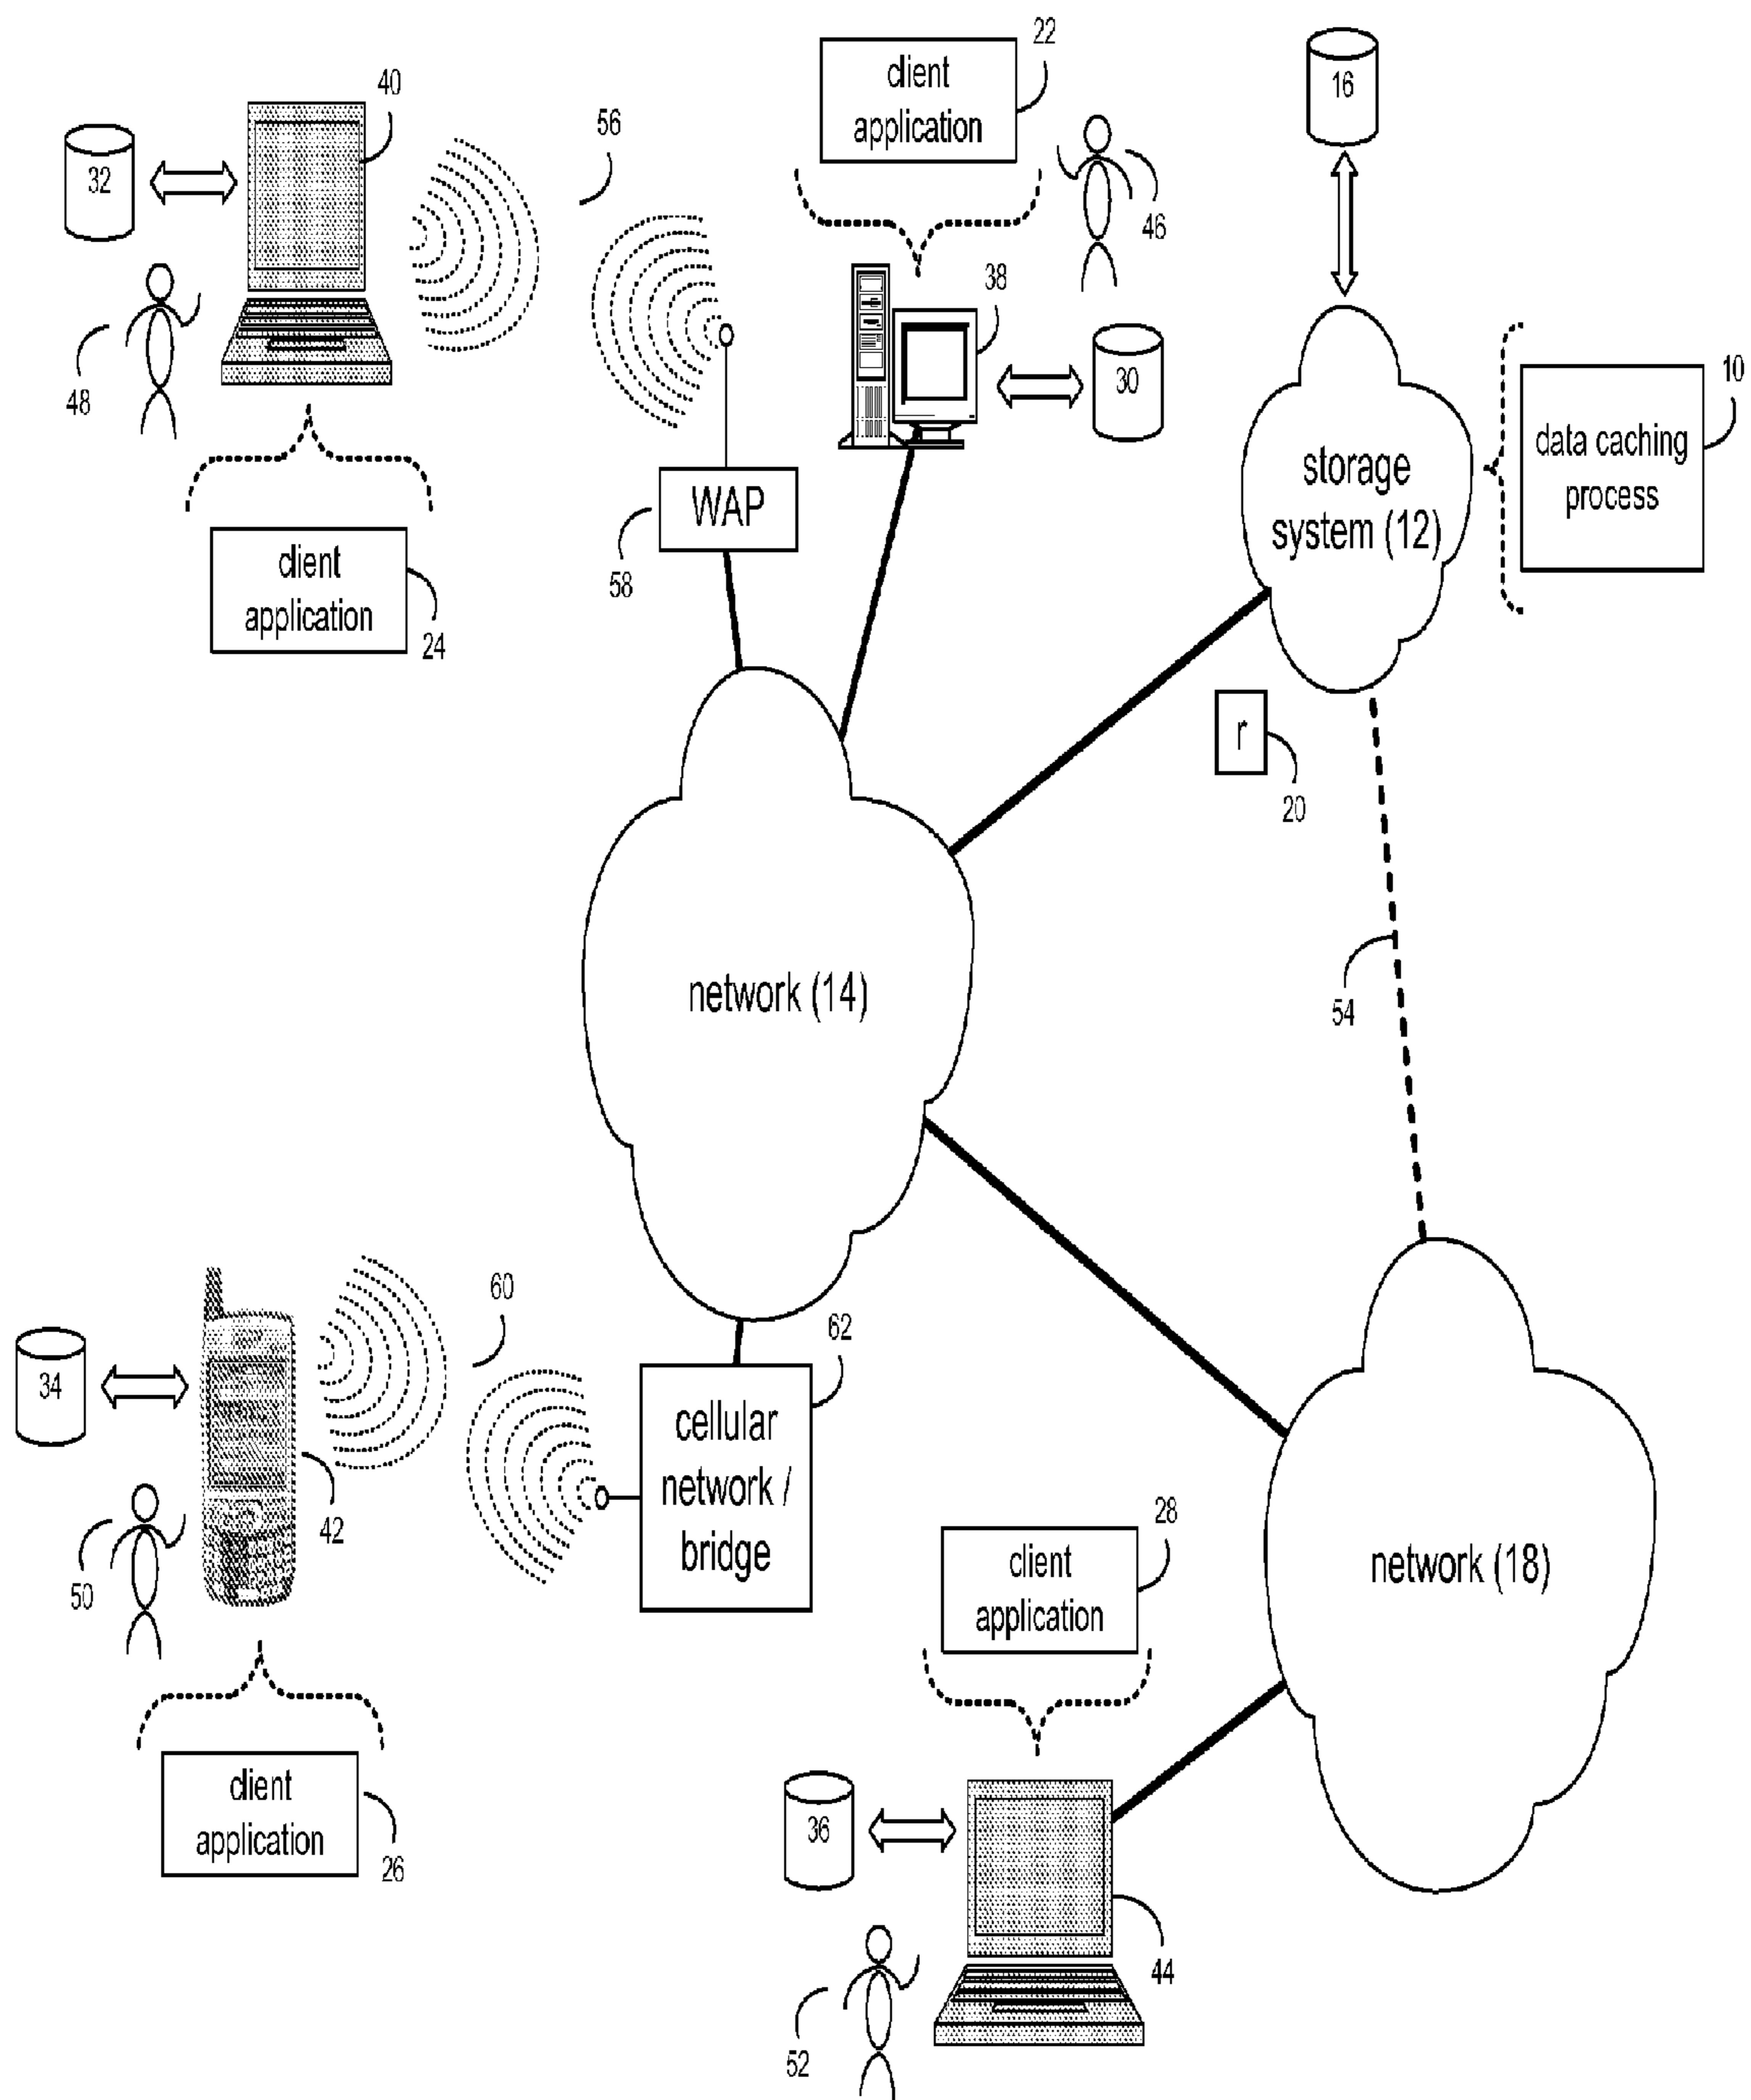 22
client
application
16
40
56
32
46
38
30
48
10
data caching
process
storage
system (12)
WAP
58
client
application
24
r
20
network (14)
54
60
62
34
cellular
network /
bridge
42
50
28
client
application
network (18)
client
application
26
36
44
52